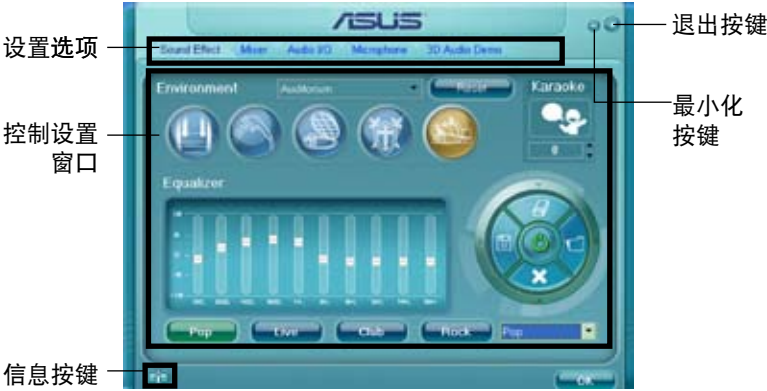 ASUS
退出按键
设置选项
Sound Effect Mixer Audio I/O Microphone 3D Audio Demo
Environment Auditorium Reset Karaoke
最小化
按键
控制设置
窗口
0
Equalizer
Pop Live Club Rock Pop
信息按键
OK